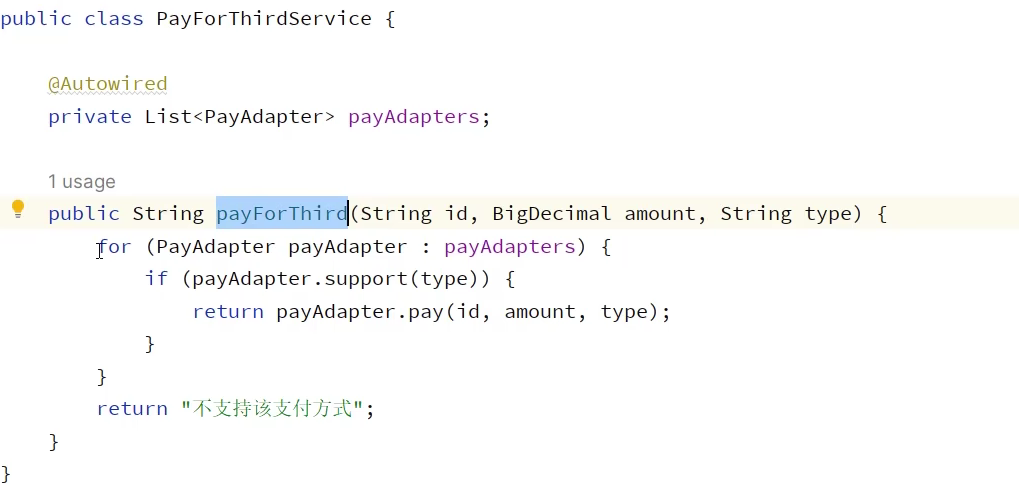 public class PayForThirdService {
@Autowired
private List<PayAdapter> payAdapters;
1 usage
public String payForThird(String id, BigDecimal amount, String type) {
for (PayAdapter payAdapter : payAdapters) {
if (payAdapter.support(type)) {
return payAdapter.pay(id, amount, type);
}
}
return "不支持该支付方式";
}
}